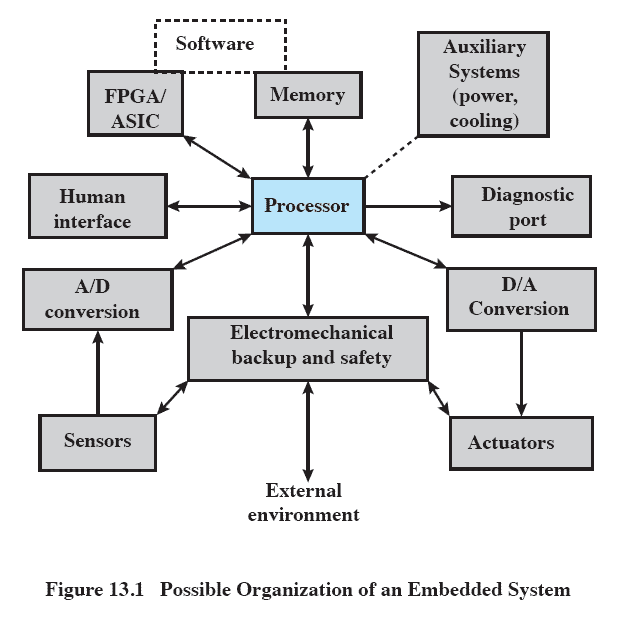 Software
Auxiliary
Systems
(power,
cooling)
FPGA/
ASIC
Memory
Human
interface
Processor
Diagnostic
port
A/D
conversion
D/A
Conversion
Electromechanical
backup and safety
Sensors
Actuators
External
environment
Figure 13.1 Possible Organization of an Embedded System